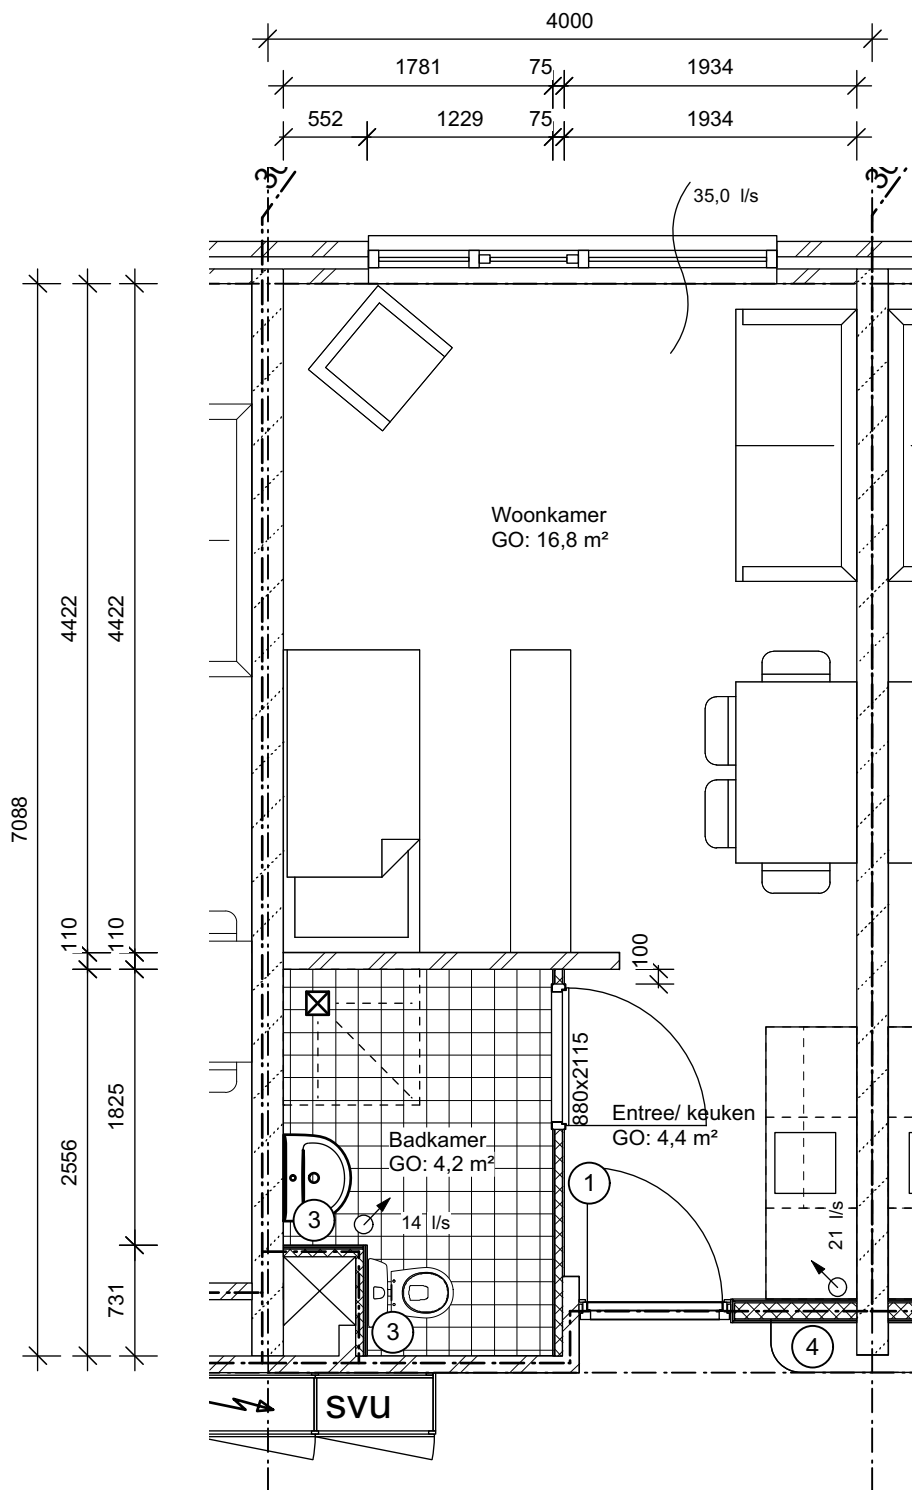 4000
1781 75 1934
552 1229 75 1934
35,0 l/s
Woonkamer
GO: 16,8 m²
4422
4422
7088
110
110
100
880x2115
1825
2556
731
Entree/ keuken
GO: 4,4 m²
Badkamer
GO: 4,2 m²
1
3
14 l/s
21 l/s
3
4
svu